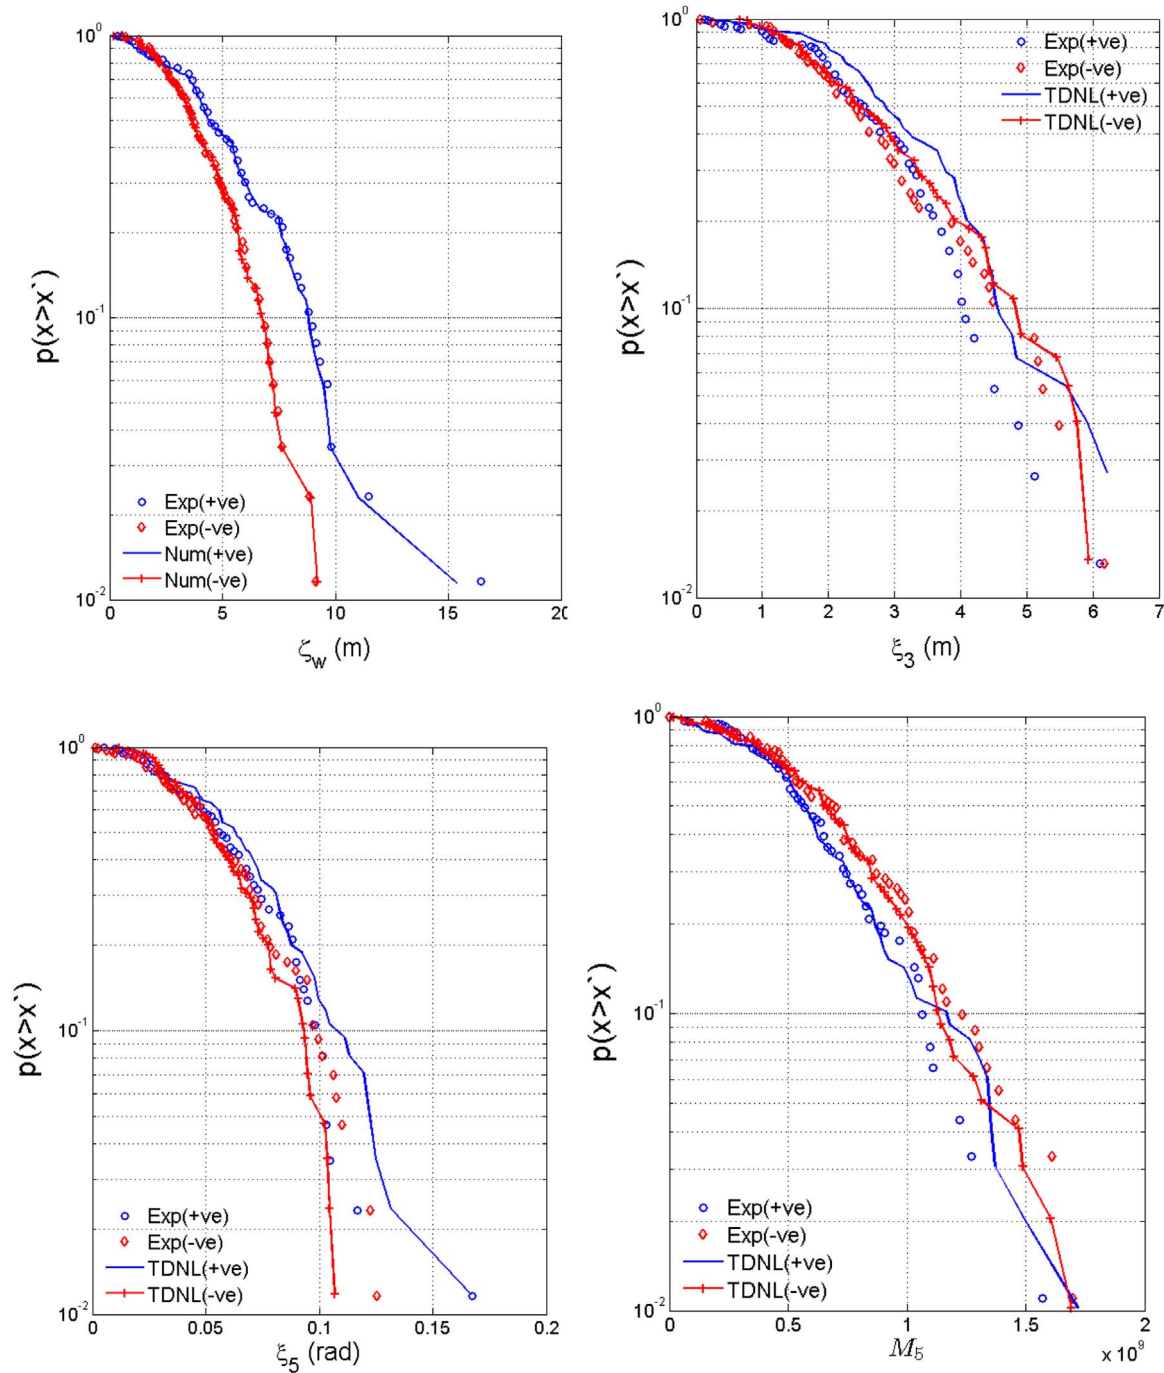 10^0
10^-1
10^-2
p(x>x`)
Exp(+ve)
Exp(-ve)
Num(+ve)
Num(-ve)
0 5 10 15 20
ζ_w (m)
10^0
10^-1
10^-2
p(x>x`)
Exp(+ve)
Exp(-ve)
TDNL(+ve)
TDNL(-ve)
0 1 2 3 4 5 6 7
ξ_3 (m)
10^0
10^-1
10^-2
p(x>x`)
Exp(+ve)
Exp(-ve)
TDNL(+ve)
TDNL(-ve)
0 0.05 0.1 0.15 0.2
ξ_5 (rad)
10^0
10^-1
10^-2
p(x>x`)
Exp(+ve)
Exp(-ve)
TDNL(+ve)
TDNL(-ve)
0 0.5 1 1.5 2
M_5 x 10^9